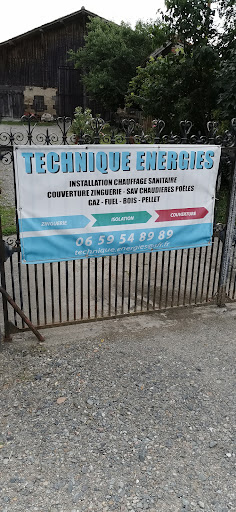 TECHNIQUE ENERGIES
INSTALLATION CHAUFFAGE SANITAIRE
COUVERTURE ZINGUERIE - SAV CHAUDIERES POÊLES
GAZ - FUEL - BOIS - PELLET
ZINGUERIE ISOLATION COUVERTURE
06 59 54 89 89